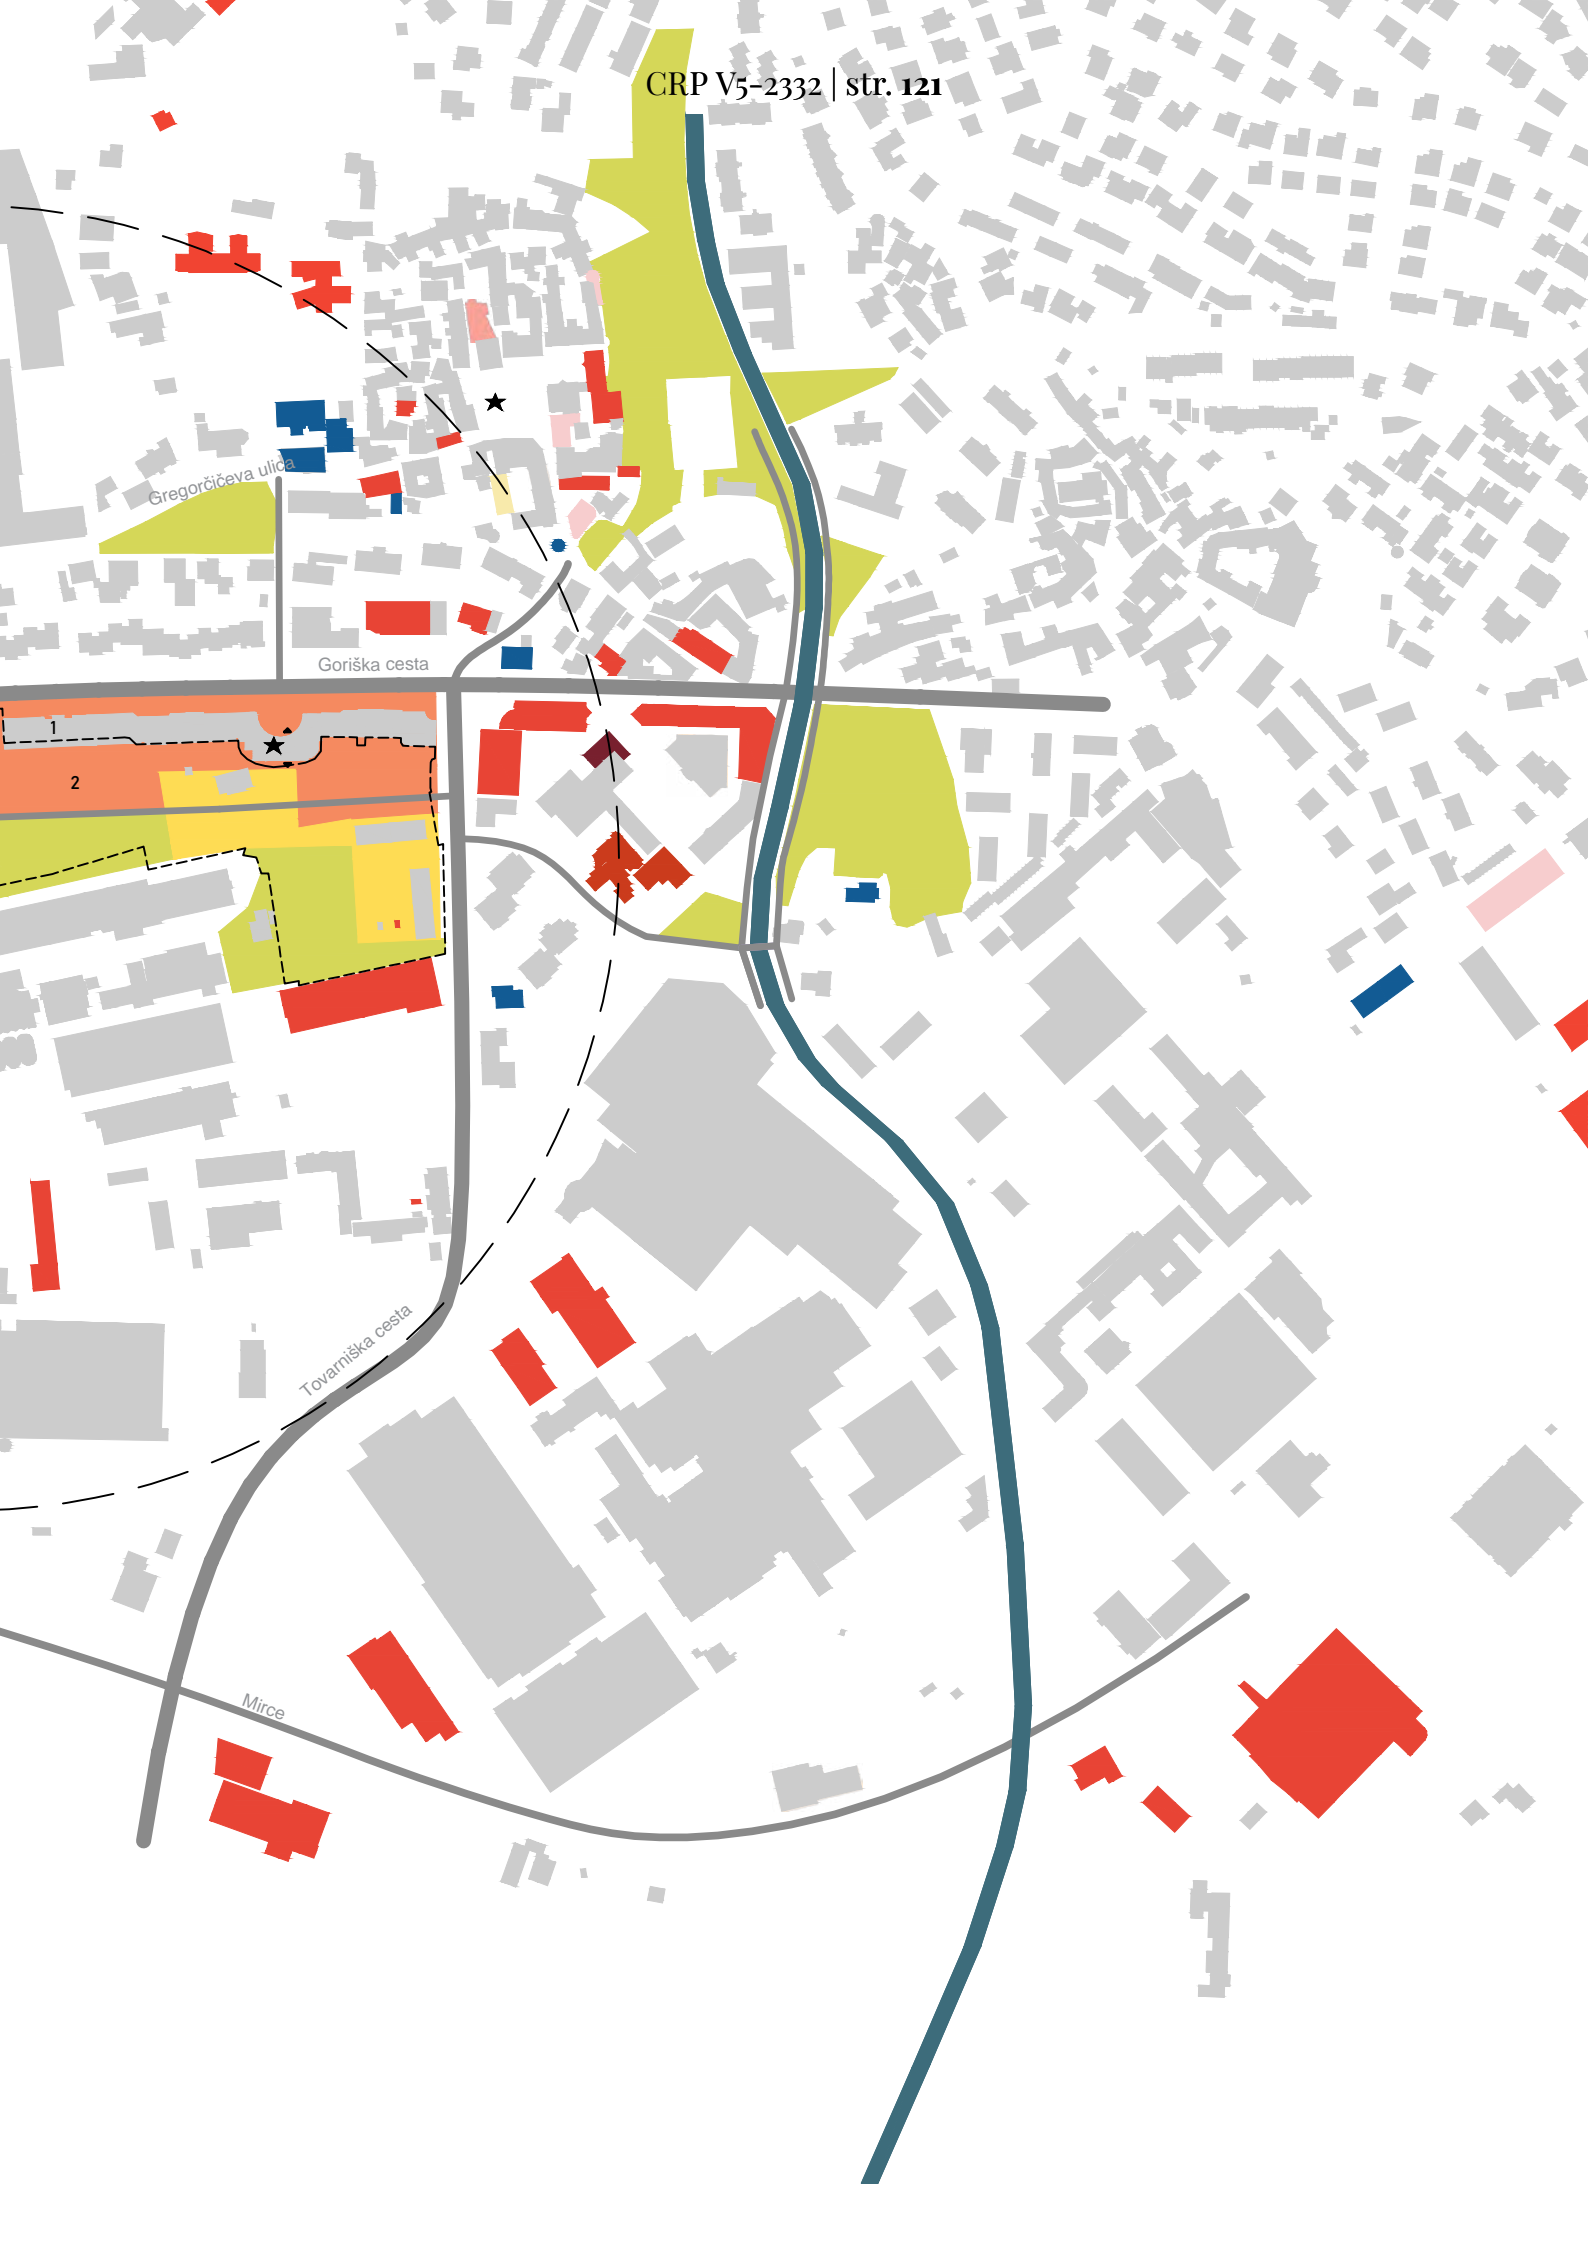 CRP V5-2332 | str. 121
Gregorčičeva ulica
Goriška cesta
1
2
Tovarniška cesta
Mirce